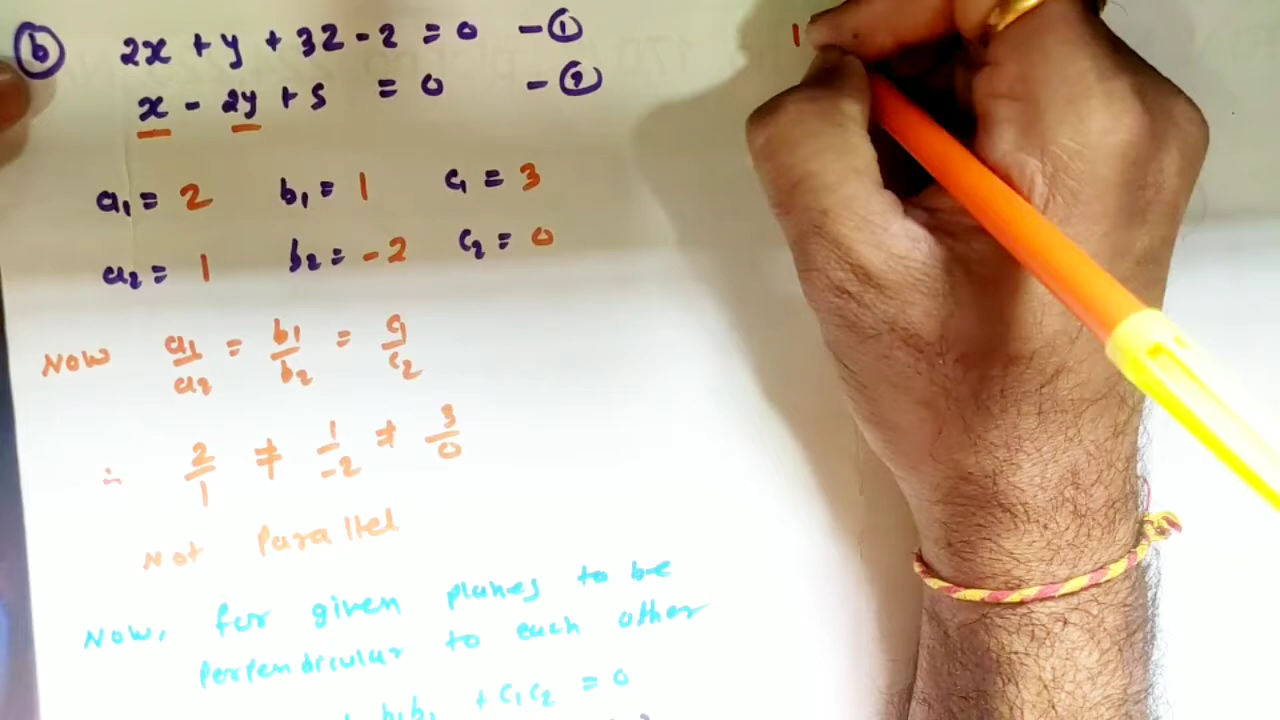 (b) 2x + y + 3z - 2 = 0 - (1)
x - 2y + 5 = 0 - (2)
a₁ = 2 b₁ = 1 c₁ = 3
a₂ = 1 b₂ = -2 c₂ = 0
Now a₁/a₂ = b₁/b₂ = c₁/c₂
∴ 2/1 ≠ 1/-2 ≠ 3/0
Not Parallel
Now, for given planes to be
Perpendicular to each other
+ c₁c₂ = 0